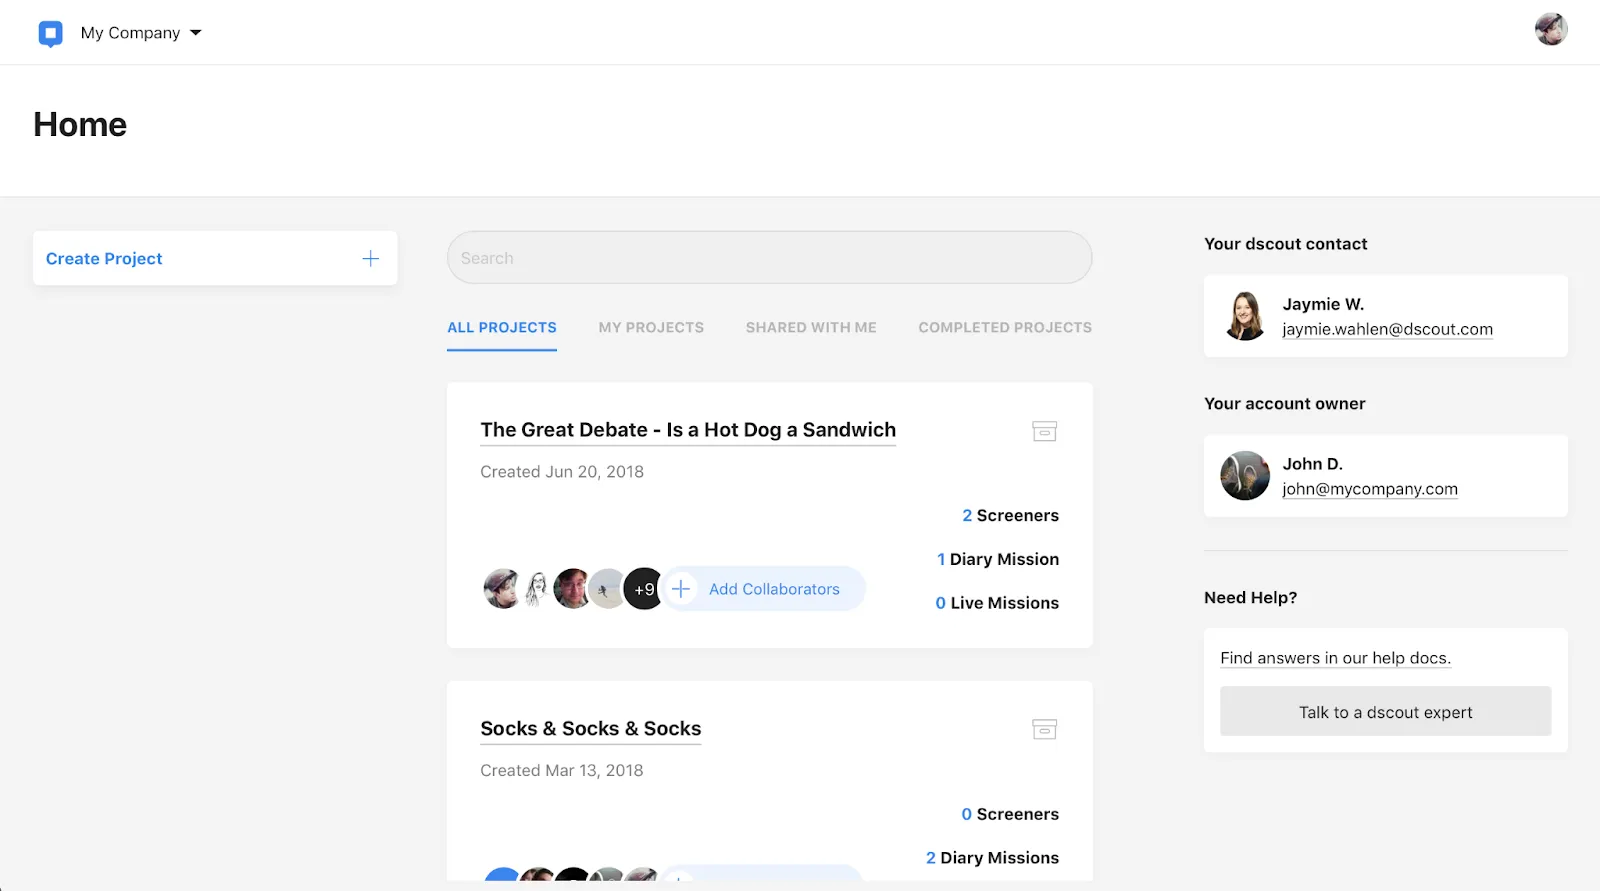 My Company
Home
Create Project
Search
ALL PROJECTS
MY PROJECTS
SHARED WITH ME
COMPLETED PROJECTS
The Great Debate - Is a Hot Dog a Sandwich
Created Jun 20, 2018
2 Screeners
1 Diary Mission
0 Live Missions
+9
Add Collaborators
Socks & Socks & Socks
Created Mar 13, 2018
0 Screeners
2 Diary Missions
Your dscout contact
Jaymie W.
jaymie.wahlen@dscout.com
Your account owner
John D.
john@mycompany.com
Need Help?
Find answers in our help docs.
Talk to a dscout expert